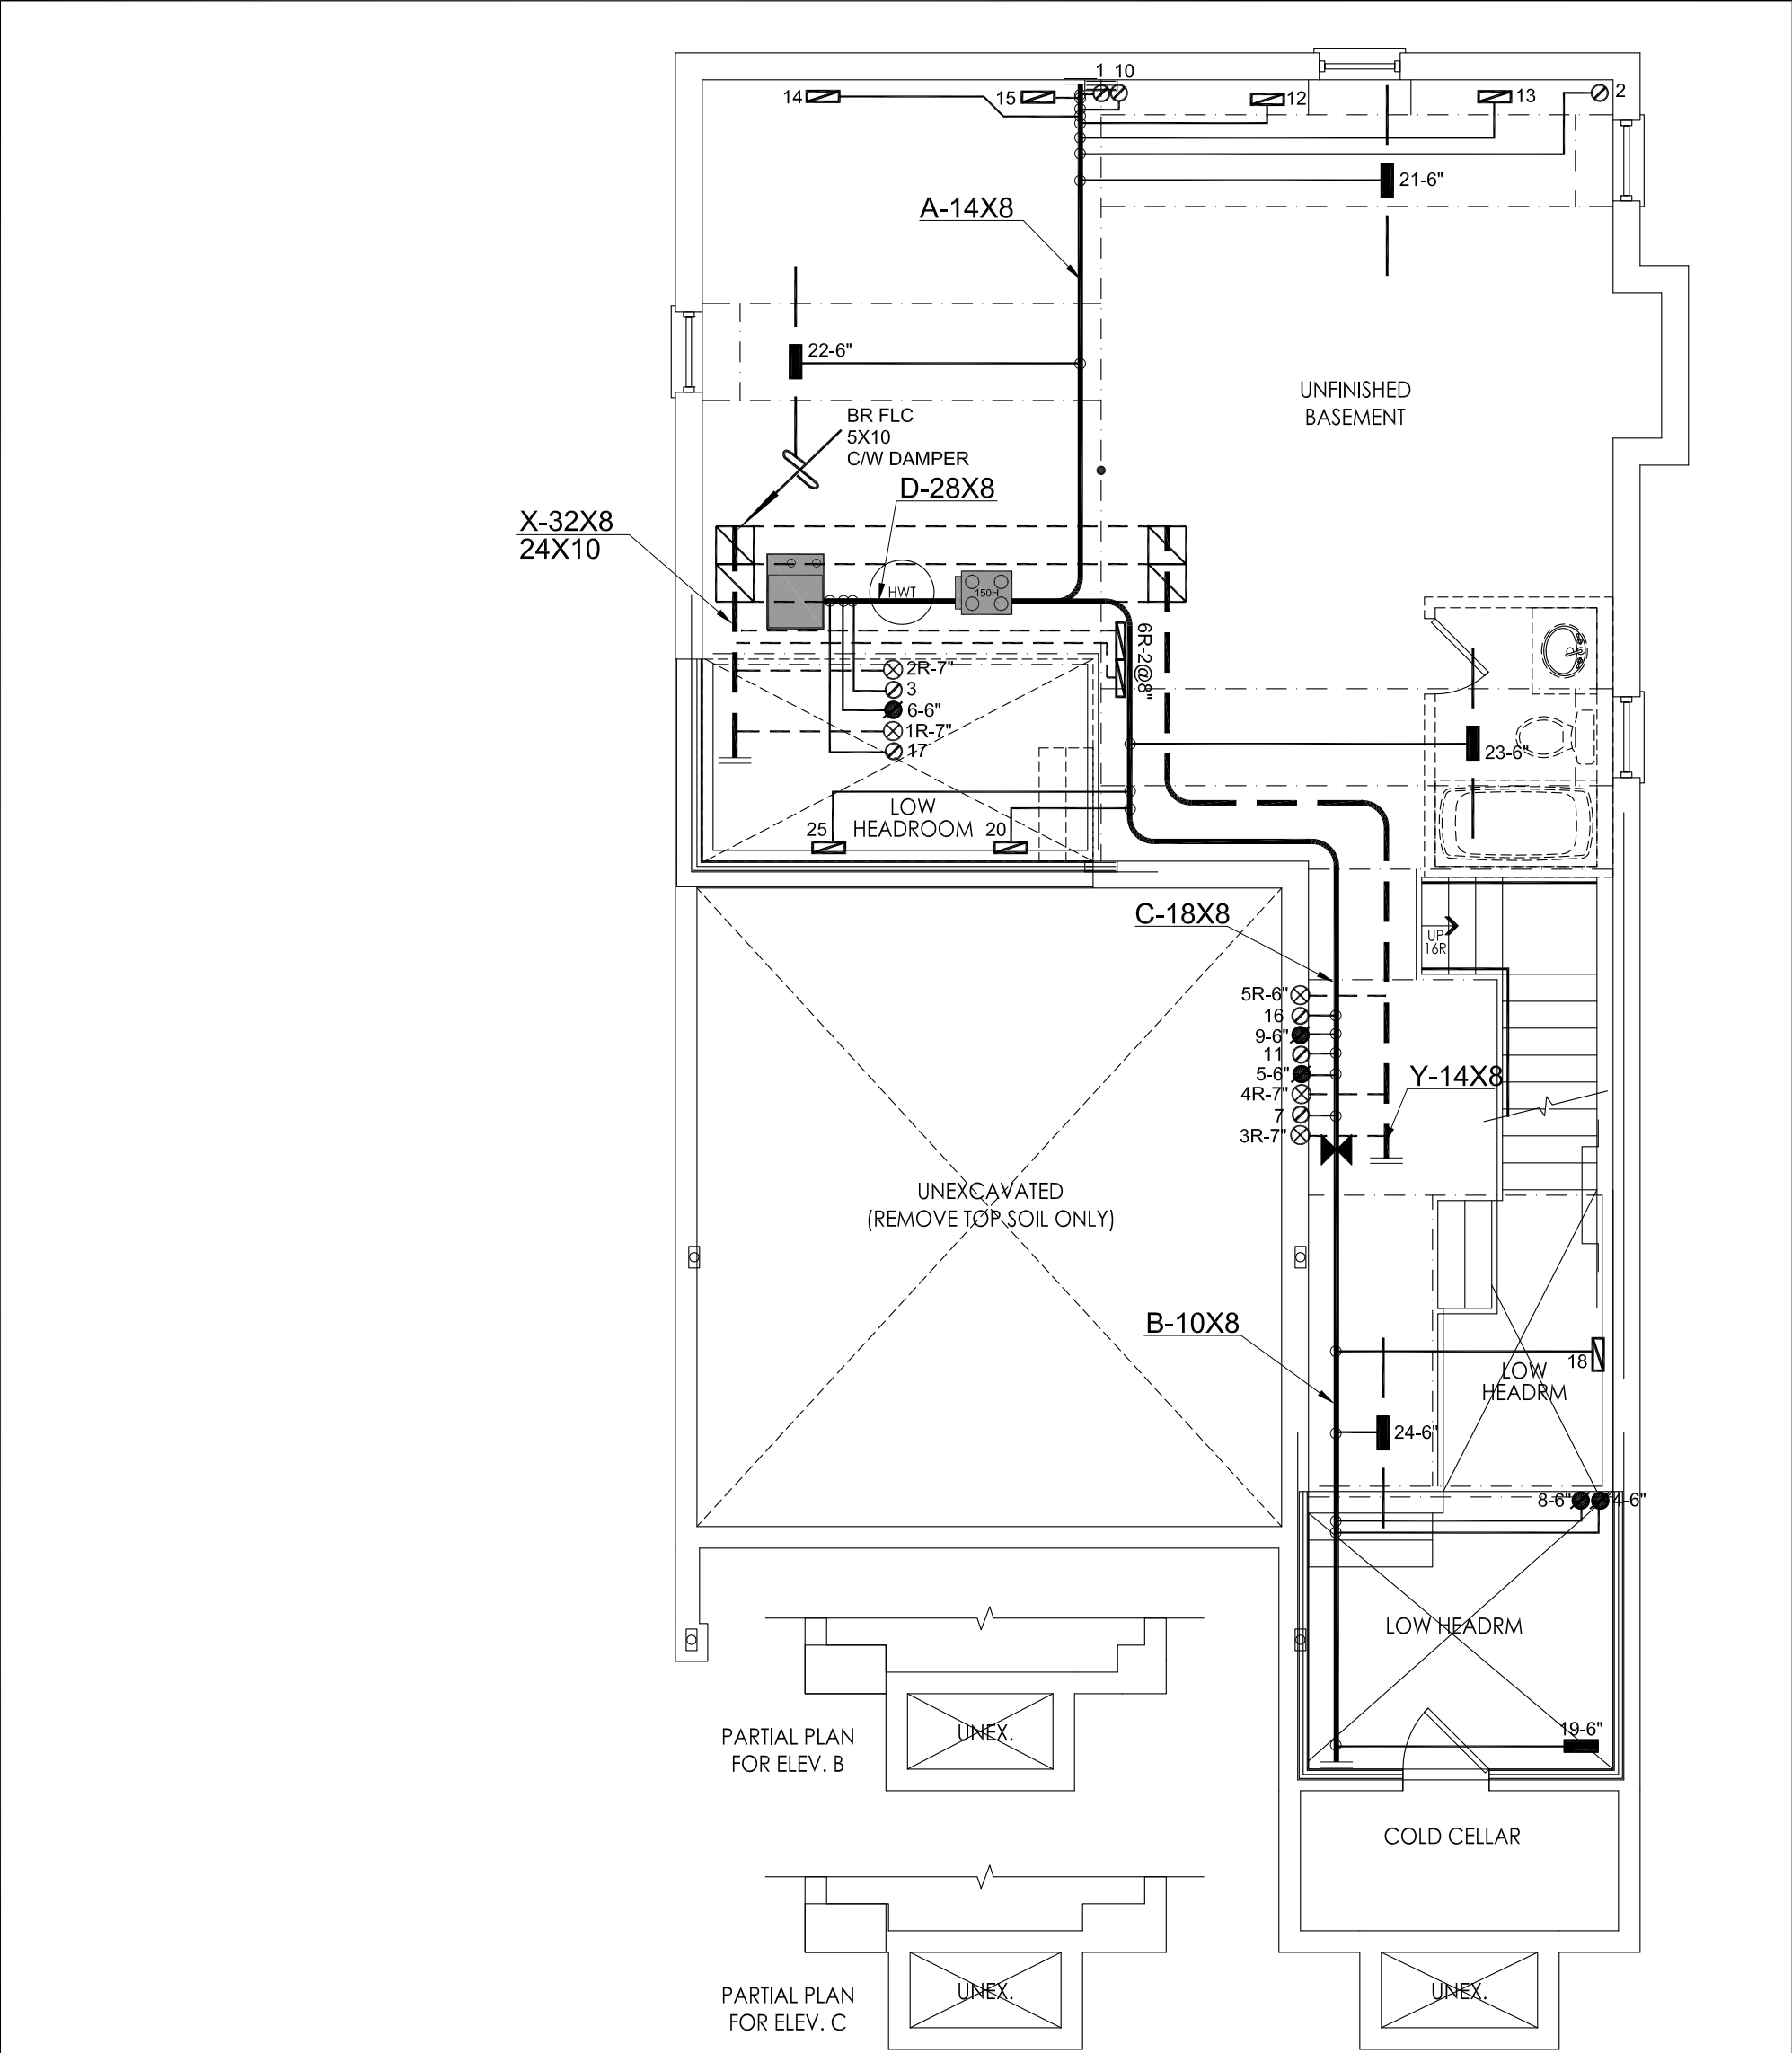 1 10
14
15
12
13
2
21-6"
A-14X8
22-6"
UNFINISHED
BASEMENT
BR FLC
5X10
C/W DAMPER
D-28X8
X-32X8
24X10
HWT
150H
6R-2@8"
2R-7"
3
6-6"
1R-7"
17
23-6"
LOW
HEADROOM
25
20
C-18X8
UP
16R
5R-6"
16
9-6"
11
5-6"
4R-7"
7
3R-7"
Y-14X8
UNEXCAVATED
(REMOVE TOP SOIL ONLY)
B-10X8
18
LOW
HEADRM
24-6"
8-6"
4-6"
LOW HEADRM
19-6"
PARTIAL PLAN
FOR ELEV. B
UNEX.
COLD CELLAR
PARTIAL PLAN
FOR ELEV. C
UNEX.
UNEX.